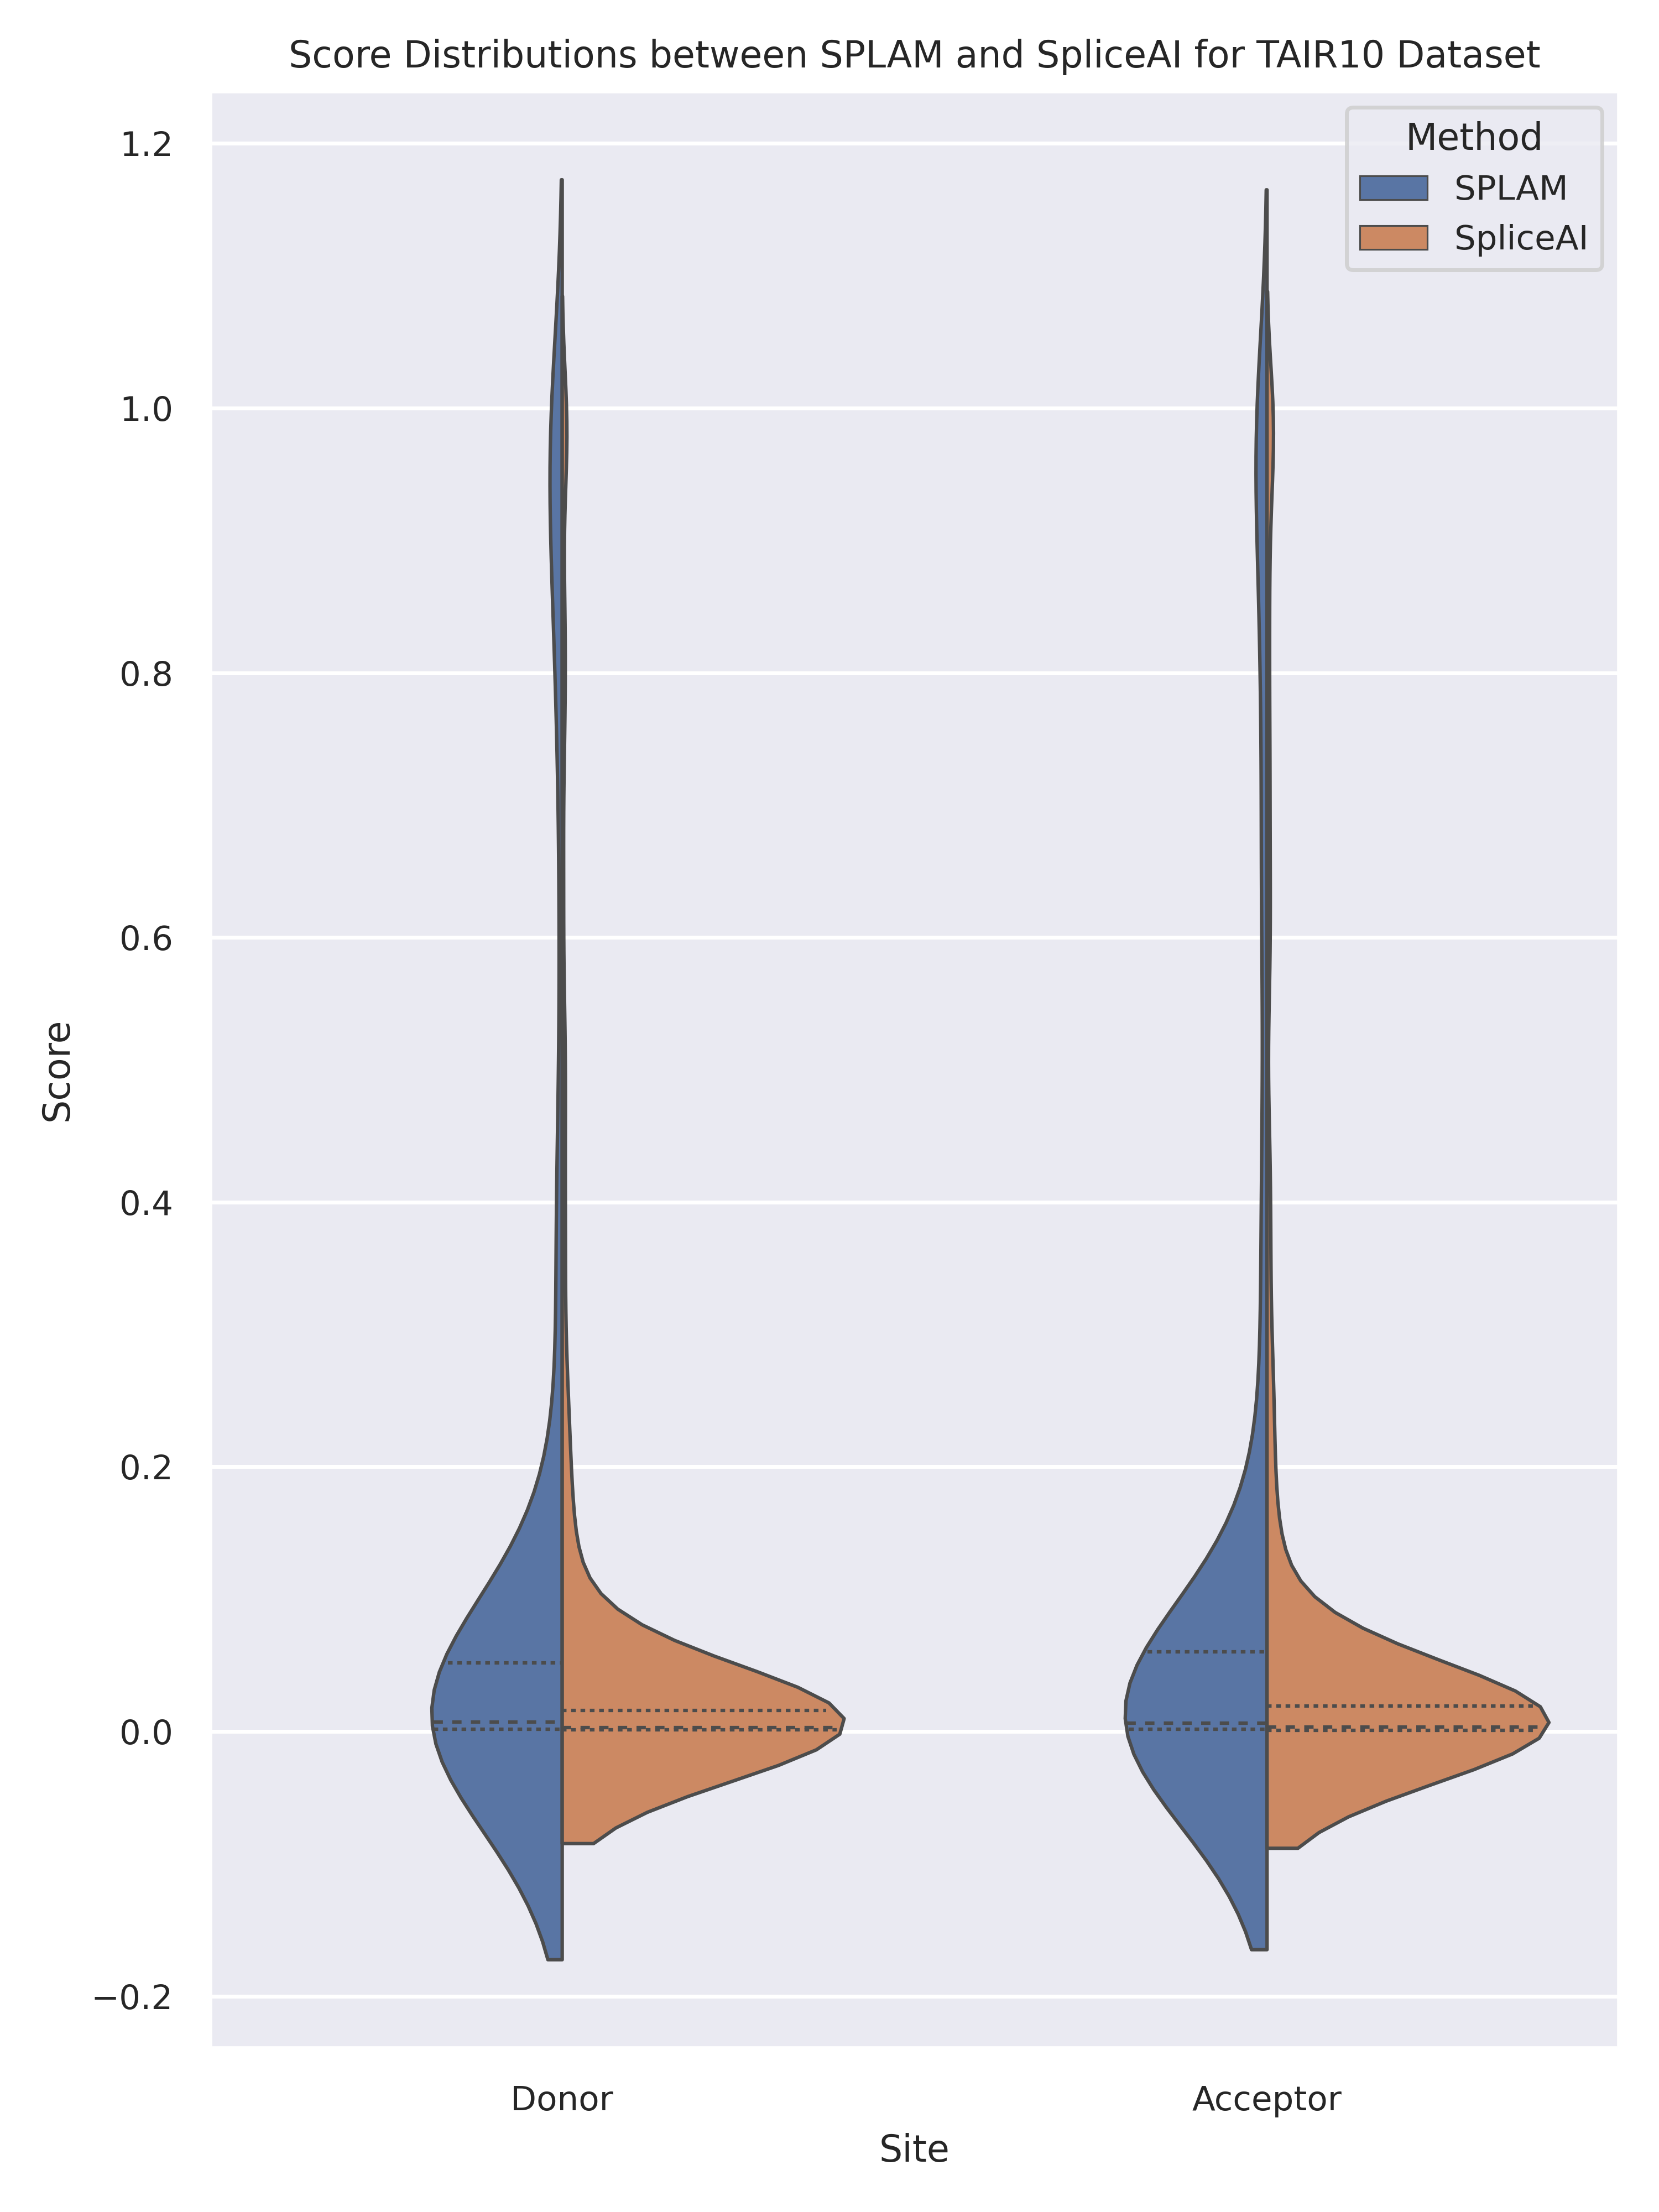 Score Distributions between SPLAM and SpliceAI for TAIR10 Dataset
Method
SPLAM
SpliceAI
1.2
1.0
0.8
0.6
0.4
0.2
0.0
−0.2
Score
Donor
Acceptor
Site